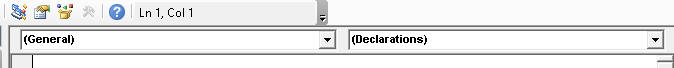 Ln 1, Col 1
(General) (Declarations)